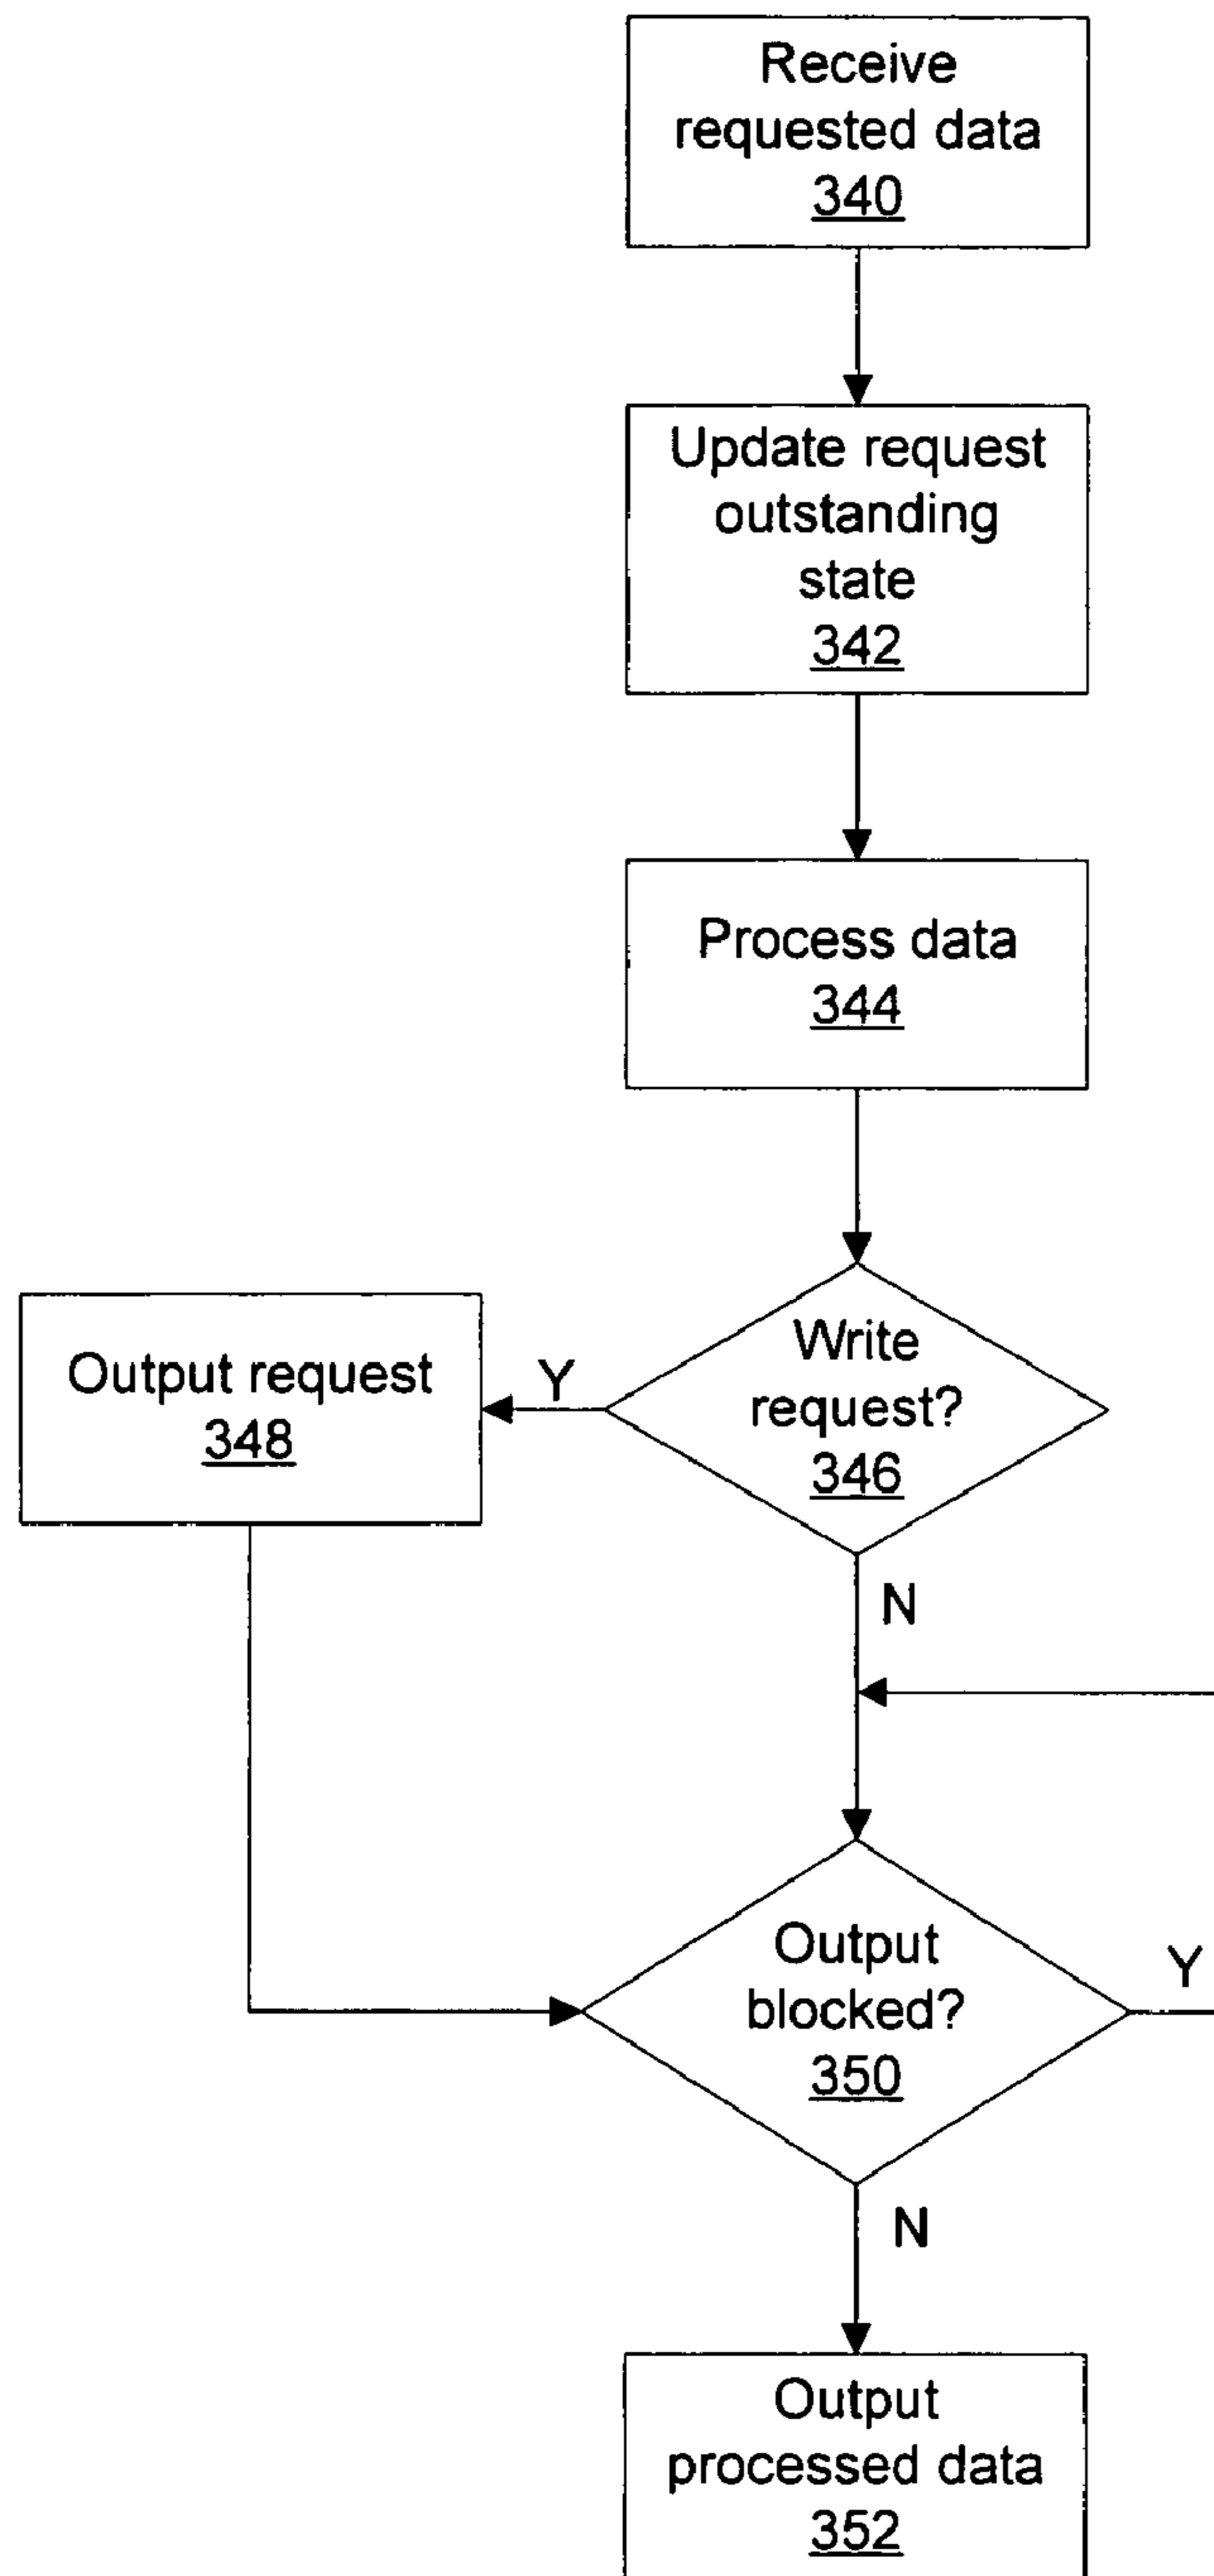 Receive
requested data
340
Update request
outstanding
state
342
Process data
344
Write
request?
346
Y
Output request
348
N
Output
blocked?
350
Y
N
Output
processed data
352